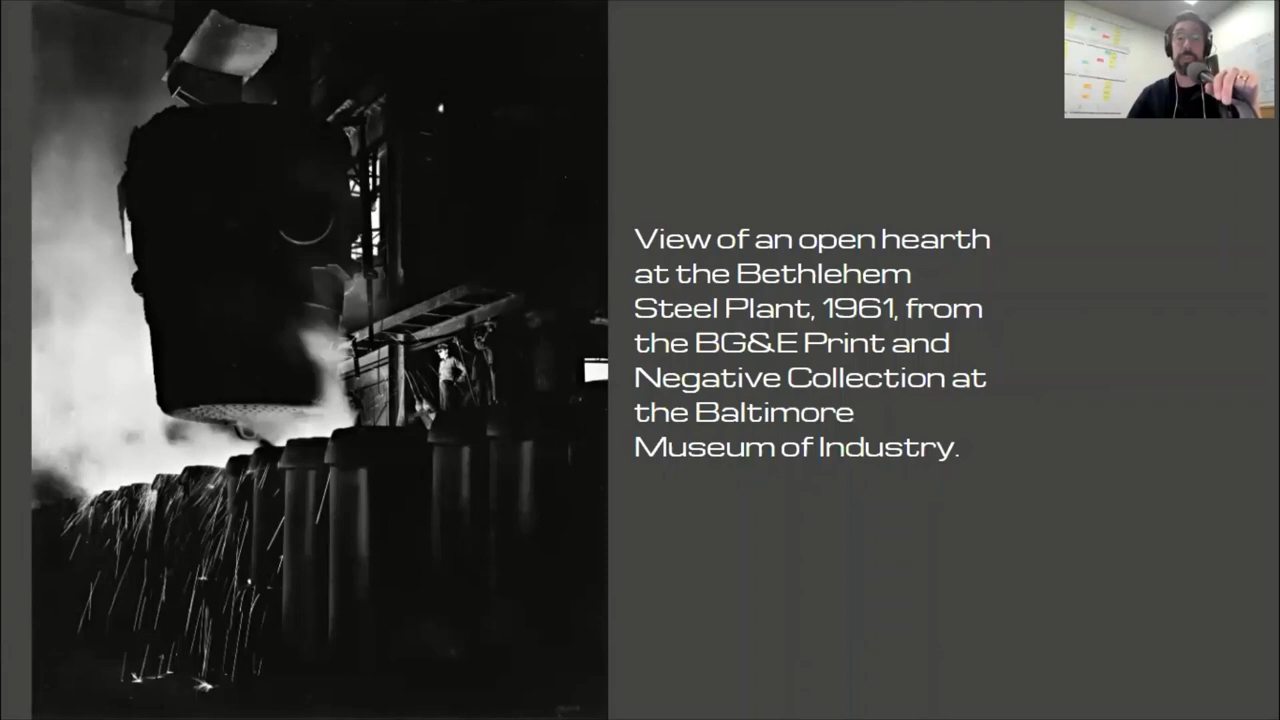 View of an open hearth
at the Bethlehem
Steel Plant, 1961, from
the BG&E Print and
Negative Collection at
the Baltimore
Museum of Industry.